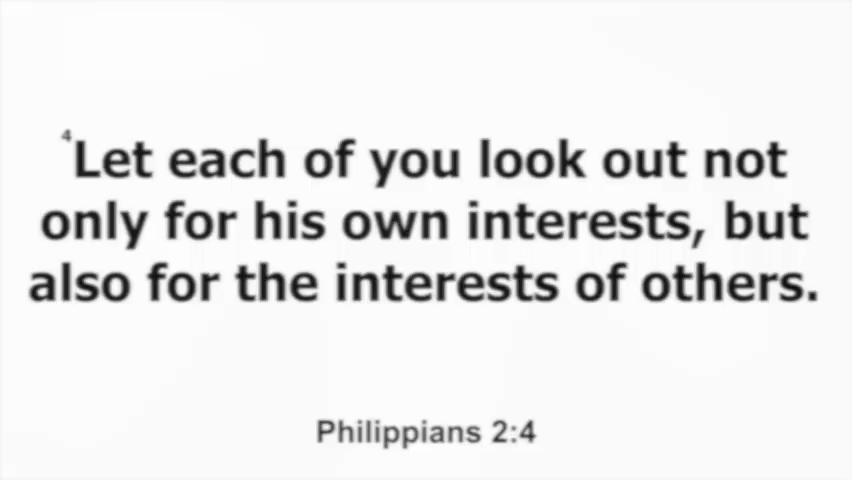 4Let each of you look out not
only for his own interests, but
also for the interests of others.
Philippians 2:4